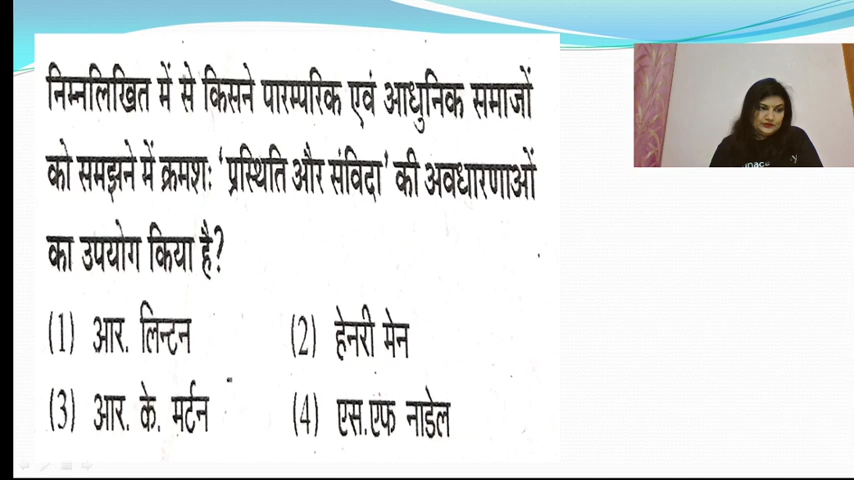 निम्नलिखित में से किसने पारम्परिक एवं आधुनिक समाजों
को समझने में क्रमशः 'प्रस्थिति और संविदा' की अवधारणाओं
का उपयोग किया है?
(1) आर. लिन्टन (2) हेनरी मेन
(3) आर. के. मर्टन (4) एस.एफ नाडेल